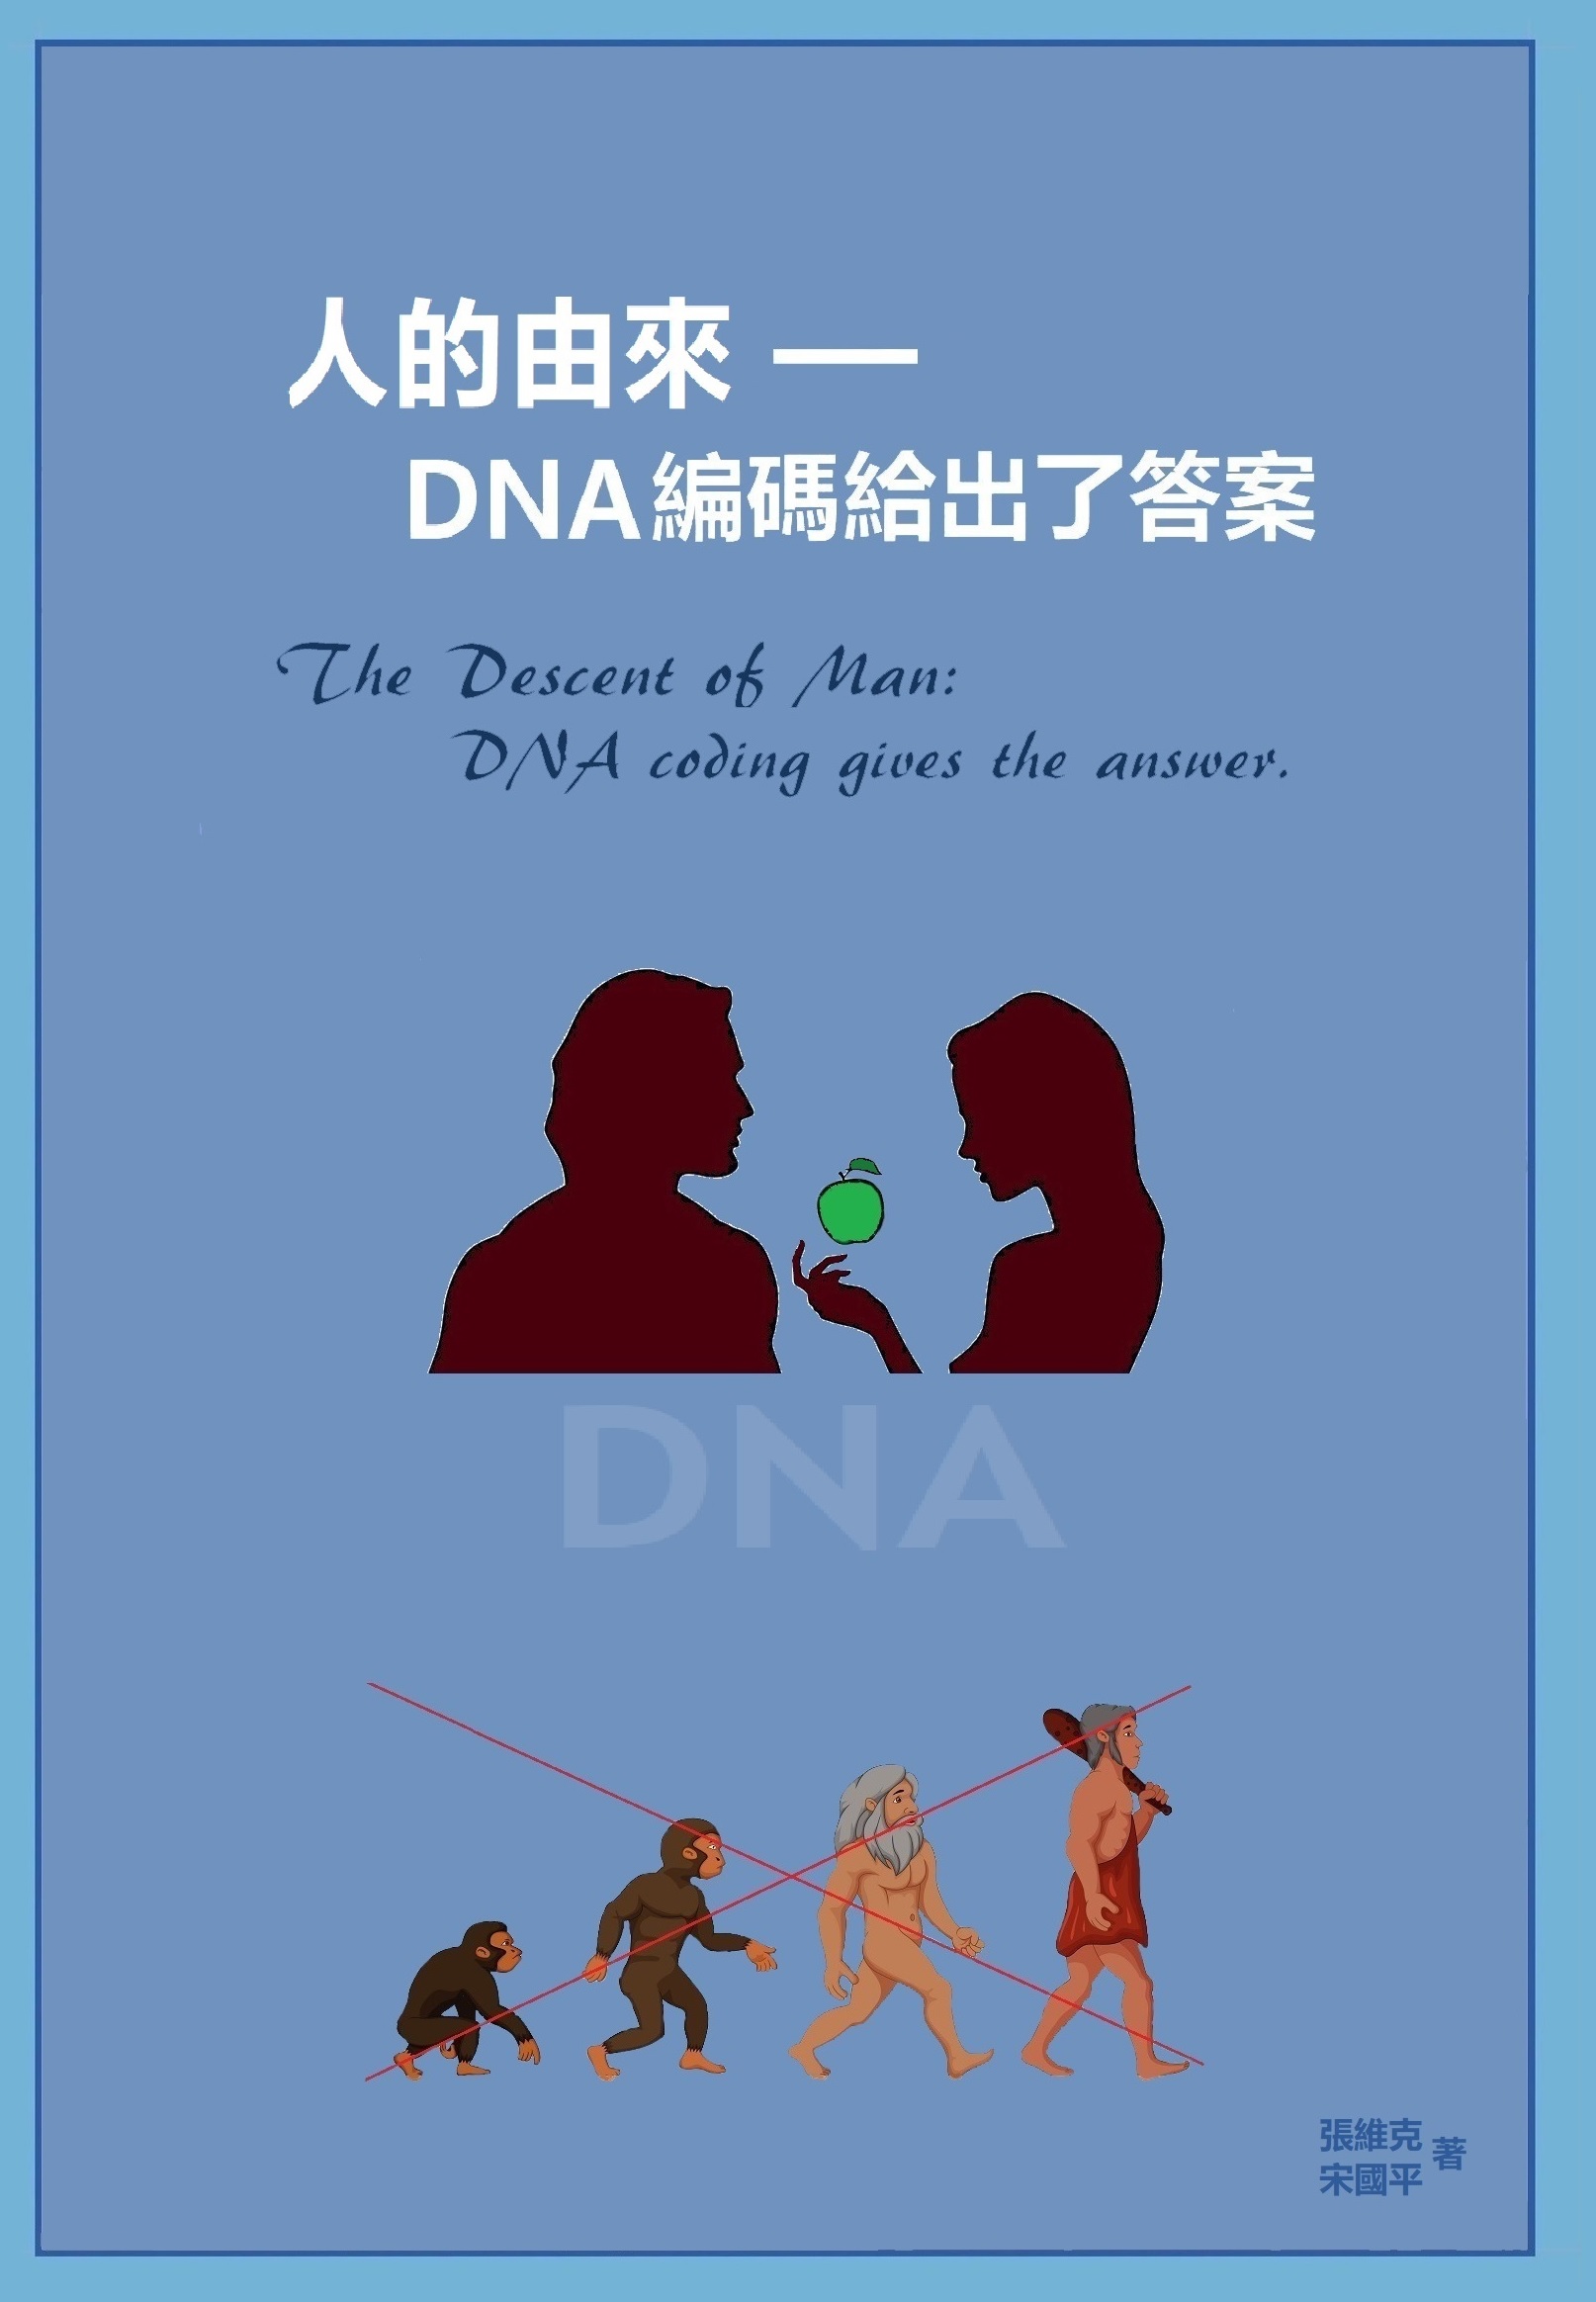 人的由來 —
DNA編碼給出了答案
The Descent of Man:
DNA coding gives the answer.
DNA
張維克
宋國平
著